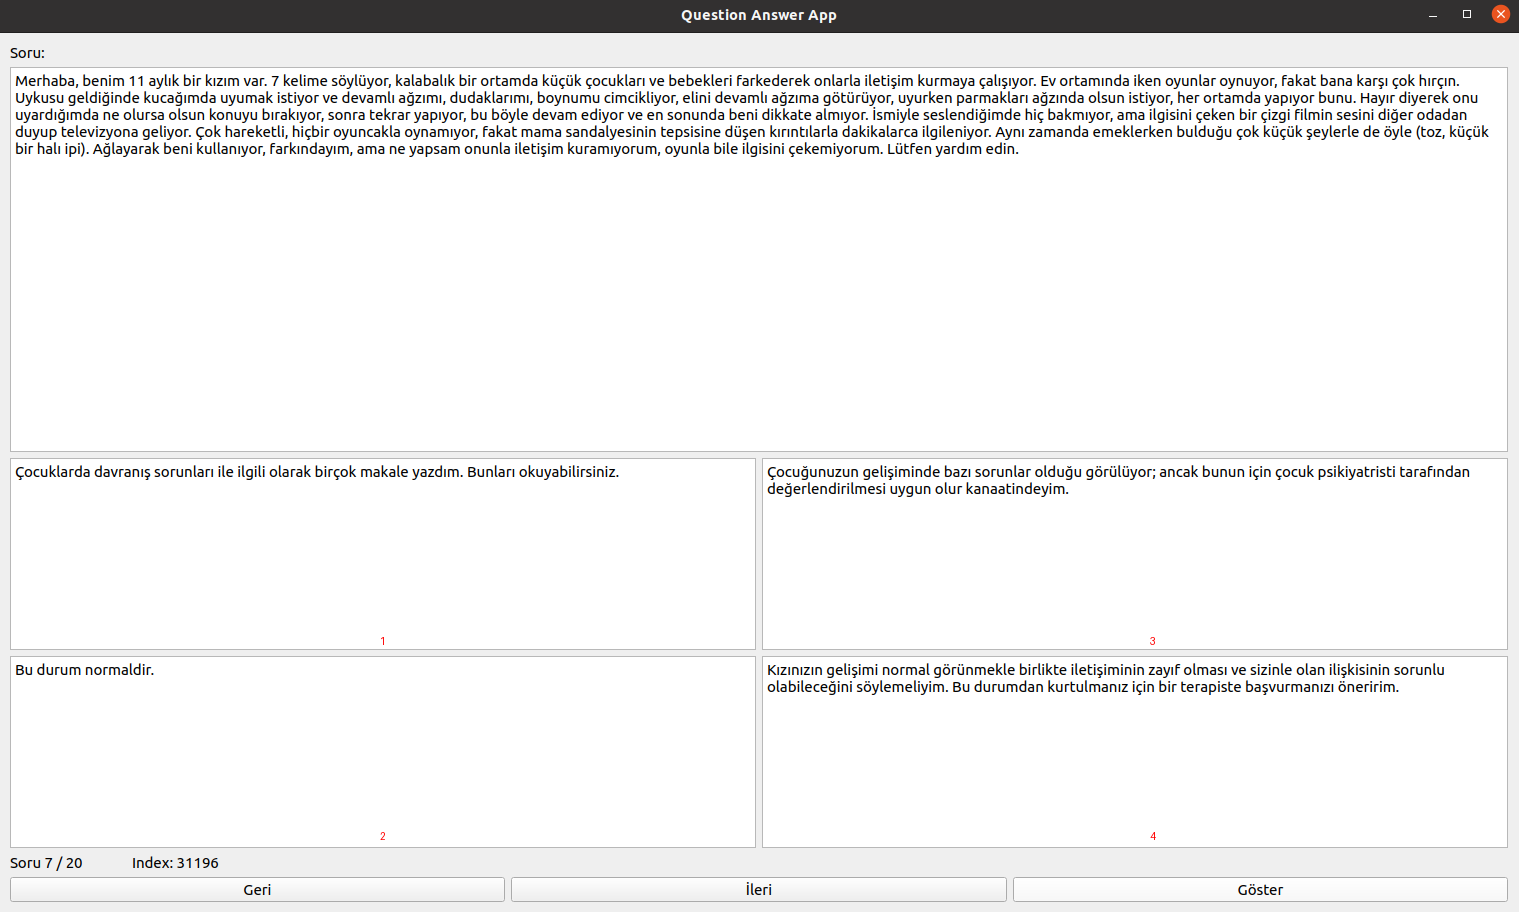 Question Answer App
Soru:
Merhaba, benim 11 aylık bir kızım var. 7 kelime söylüyor, kalabalık bir ortamda küçük çocukları ve bebekleri farkederek onlarla iletişim kurmaya çalışıyor. Ev ortamında iken oyunlar oynuyor, fakat bana karşı çok hırçın.
Uykusu geldiğinde kucağımda uyumak istiyor ve devamlı ağzımı, dudaklarımı, boynumu cimcikliyor, elini devamlı ağzıma götürüyor, uyurken parmakları ağzında olsun istiyor, her ortamda yapıyor bunu. Hayır diyerek onu
uyardığımda ne olursa olsun konuyu bırakıyor, sonra tekrar yapıyor, bu böyle devam ediyor ve en sonunda beni dikkate almıyor. İsmiyle seslendiğimde hiç bakmıyor, ama ilgisini çeken bir çizgi filmin sesini diğer odadan
duyup televizyona geliyor. Çok hareketli, hiçbir oyuncakla oynamıyor, fakat mama sandalyesinin tepsisine düşen kırıntılarla dakikalarca ilgileniyor. Aynı zamanda emeklerken bulduğu çok küçük şeylerle de öyle (toz, küçük
bir halı ipi). Ağlayarak beni kullanıyor, farkındayım, ama ne yapsam onunla iletişim kuramıyorum, oyunla bile ilgisini çekemiyorum. Lütfen yardım edin.
Çocuklarda davranış sorunları ile ilgili olarak birçok makale yazdım. Bunları okuyabilirsiniz.
1
Çocuğunuzun gelişiminde bazı sorunlar olduğu görülüyor; ancak bunun için çocuk psikiyatristi tarafından
değerlendirilmesi uygun olur kanaatindeyim.
3
Bu durum normaldir.
2
Kızınızın gelişimi normal görünmekle birlikte iletişiminin zayıf olması ve sizinle olan ilişkisinin sorunlu
olabileceğini söylemeliyim. Bu durumdan kurtulmanız için bir terapiste başvurmanızı öneririm.
4
Soru 7 / 20 Index: 31196
Geri İleri Göster